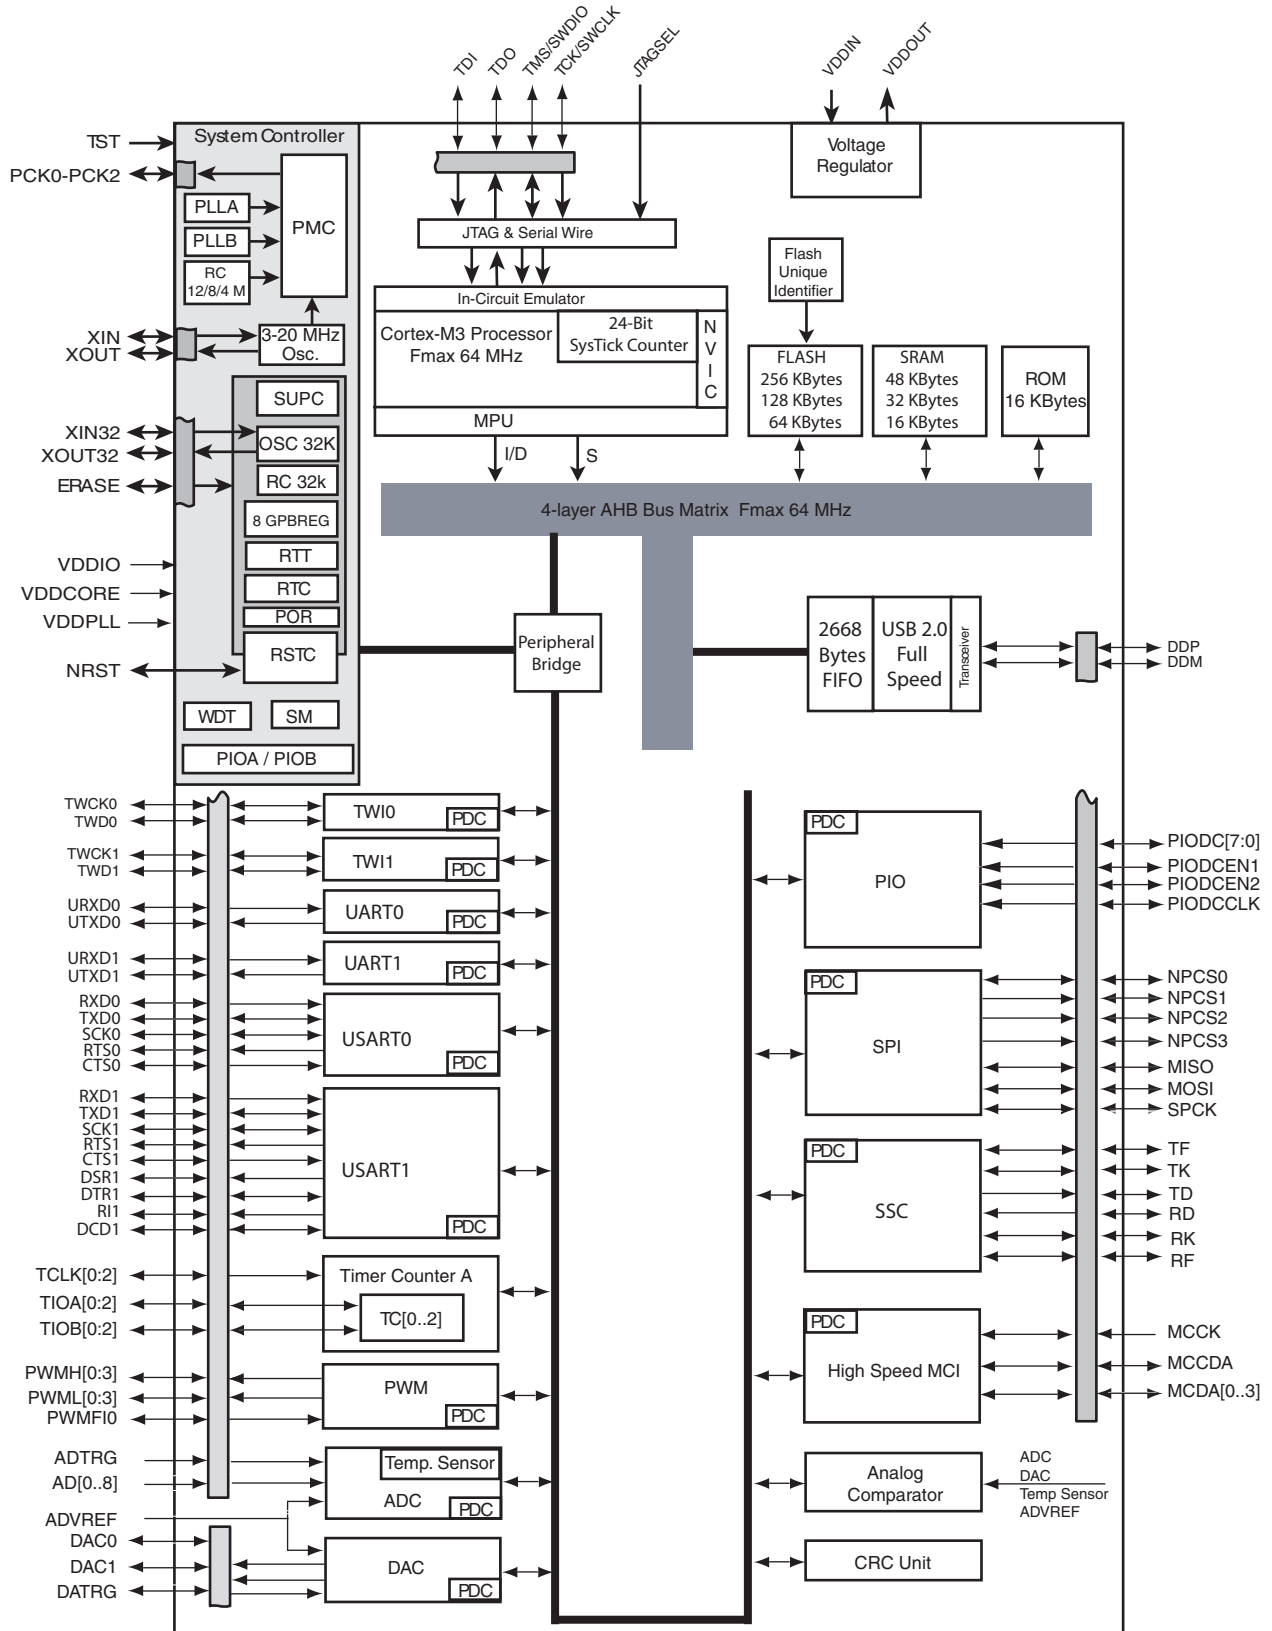 TDI
TDO
TMS/SWDIO
TCK/SWCLK
JTAGSEL
VDDIN
VDDOUT
System Controller
TST
PCK0-PCK2
PLLA
PLLB
RC
12/8/4 M
PMC
XIN
XOUT
3-20 MHz
Osc.
SUPC
XIN32
XOUT32
ERASE
OSC 32K
RC 32k
8 GPBREG
RTT
RTC
POR
RSTC
VDDIO
VDDCORE
VDDPLL
NRST
WDT
SM
PIOA / PIOB
Voltage
Regulator
JTAG & Serial Wire
In-Circuit Emulator
Cortex-M3 Processor
Fmax 64 MHz
24-Bit
SysTick Counter
N
V
I
C
MPU
I/D
S
Flash
Unique
Identifier
FLASH
256 KBytes
128 KBytes
64 KBytes
SRAM
48 KBytes
32 KBytes
16 KBytes
ROM
16 KBytes
4-layer AHB Bus Matrix Fmax 64 MHz
Peripheral
Bridge
2668
Bytes
FIFO
USB 2.0
Full
Speed
Transceiver
DDP
DDM
TWCK0
TWD0
TWI0
PDC
TWCK1
TWD1
TWI1
PDC
URXD0
UTXD0
UART0
PDC
URXD1
UTXD1
UART1
PDC
RXD0
TXD0
SCK0
RTS0
CTS0
USART0
PDC
RXD1
TXD1
SCK1
RTS1
CTS1
DSR1
DTR1
RI1
DCD1
USART1
PDC
TCLK[0:2]
TIOA[0:2]
TIOB[0:2]
Timer Counter A
TC[0..2]
PWMH[0:3]
PWML[0:3]
PWMFI0
PWM
PDC
ADTRG
AD[0..8]
ADVREF
Temp. Sensor
ADC
PDC
DAC0
DAC1
DATRG
DAC
PDC
PDC
PIO
PIODC[7:0]
PIODCEN1
PIODCEN2
PIODCCLK
PDC
SPI
NPCS0
NPCS1
NPCS2
NPCS3
MISO
MOSI
SPCK
PDC
SSC
TF
TK
TD
RD
RK
RF
PDC
High Speed MCI
MCCK
MCCDA
MCDA[0..3]
Analog
Comparator
ADC
DAC
Temp Sensor
ADVREF
CRC Unit